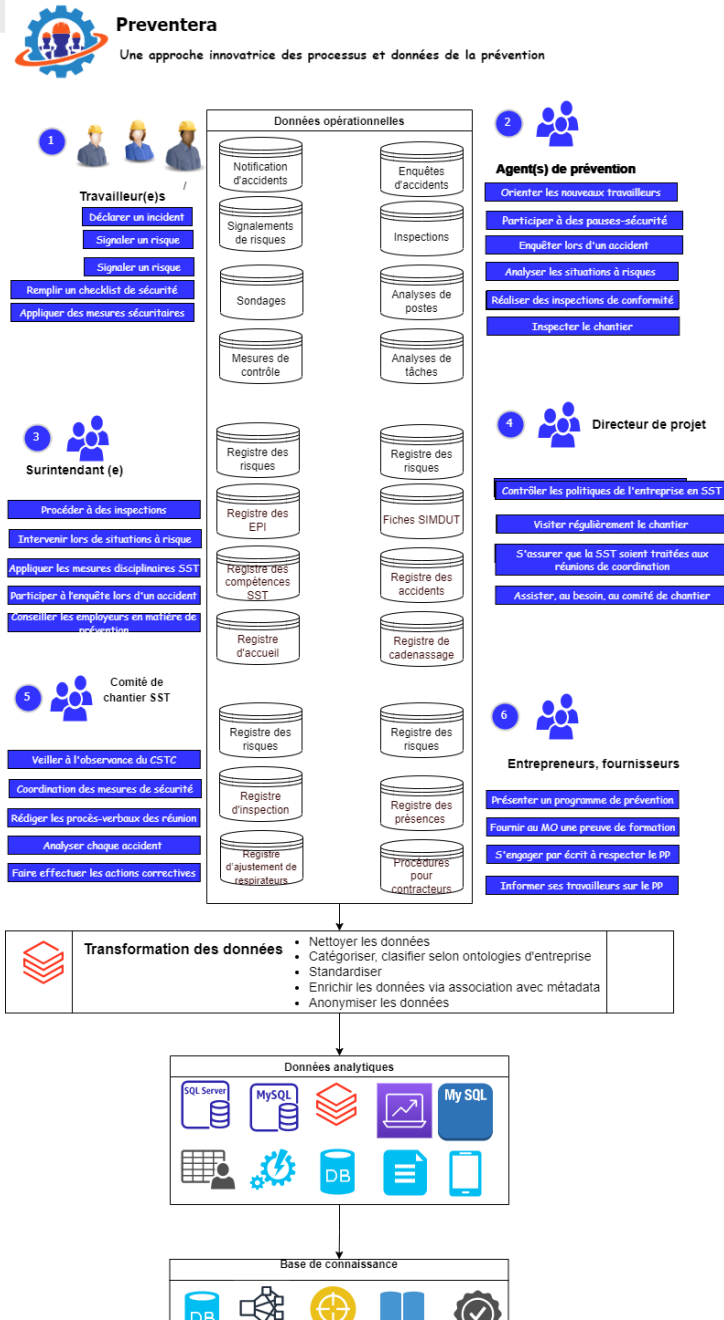 Preventera
Une approche innovatrice des processus et données de la prévention
1
Travailleur(e)s
/
Déclarer un incident
Signaler un risque
Signaler un risque
Remplir un checklist de sécurité
Appliquer des mesures sécuritaires
Données opérationnelles
Notification
d'accidents
Enquêtes
d'accidents
Signalements
de risques
Inspections
Sondages
Analyses de
postes
Mesures de
contrôle
Analyses de
tâches
2
Agent(s) de prévention
Orienter les nouveaux travailleurs
Participer à des pauses-sécurité
Enquêter lors d'un accident
Analyser les situations à risques
Réaliser des inspections de conformité
Inspecter le chantier
3
Surintendant (e)
Procéder à des inspections
Intervenir lors de situations à risque
Appliquer les mesures disciplinaires SST
Participer à l'enquête lors d'un accident
Conseiller les employeurs en matière de
prévention
Registre des
risques
Registre des
risques
Registre des
EPI
Fiches SIMDUT
Registre des
compétences
SST
Registre des
accidents
Registre
d'accueil
Registre de
cadenassage
4
Directeur de projet
Contrôler les politiques de l'entreprise en SST
Visiter régulièrement le chantier
S'assurer que la SST soient traitées aux
réunions de coordination
Assister, au besoin, au comité de chantier
5
Comité de
chantier SST
Veiller à l'observance du CSTC
Coordination des mesures de sécurité
Rédiger les procès-verbaux des réunion
Analyser chaque accident
Faire effectuer les actions correctives
Registre des
risques
Registre des
risques
Registre
d'inspection
Registre des
présences
Registre
d'ajustement de
respirateurs
Procédures
pour
contracteurs
6
Entrepreneurs, fournisseurs
Présenter un programme de prévention
Fournir au MO une preuve de formation
S'engager par écrit à respecter le PP
Informer ses travailleurs sur le PP
Transformation des données
• Nettoyer les données
• Catégoriser, clasifier selon ontologies d'entreprise
• Standardiser
• Enrichir les données via association avec métadata
• Anonymiser les données
Données analytiques
SQL Server
MySQL
My SQL
DB
Base de connaissance
DB